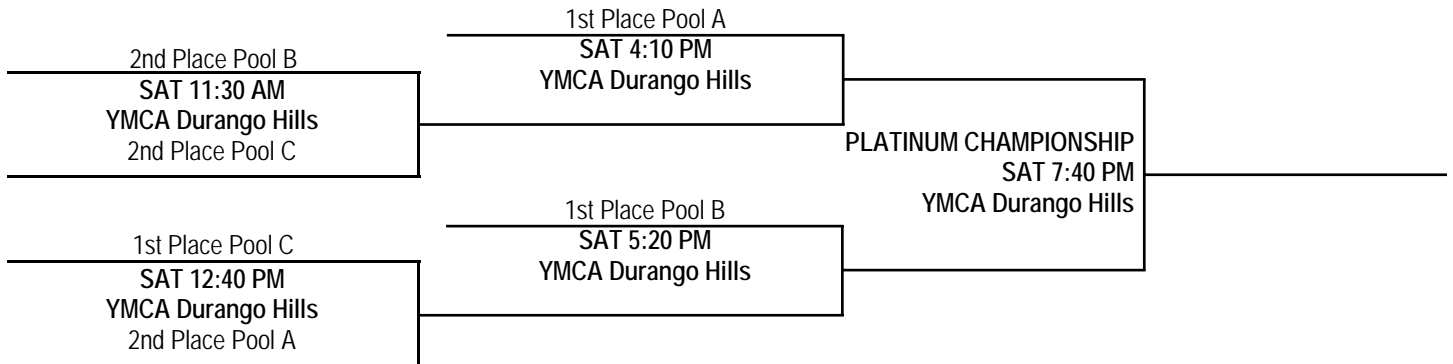 1st Place Pool A
SAT 4:10 PM
YMCA Durango Hills
2nd Place Pool B
SAT 11:30 AM
YMCA Durango Hills
2nd Place Pool C
PLATINUM CHAMPIONSHIP
SAT 7:40 PM
YMCA Durango Hills
1st Place Pool B
SAT 5:20 PM
YMCA Durango Hills
1st Place Pool C
SAT 12:40 PM
YMCA Durango Hills
2nd Place Pool A